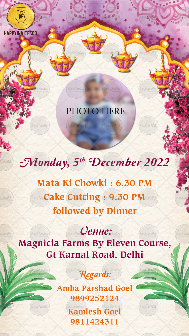 PHOTO HERE
Monday, 5th December 2022
Mata Ki Chowki : 6.30 PM
Cake Cutting : 9.30 PM
followed by Dinner
Venue:
Magnolia Farms By Eleven Course,
Gt Karnal Road, Delhi
Regards:
Amba Parshad Goel
9899252124
Kamlesh Goel
9811424311